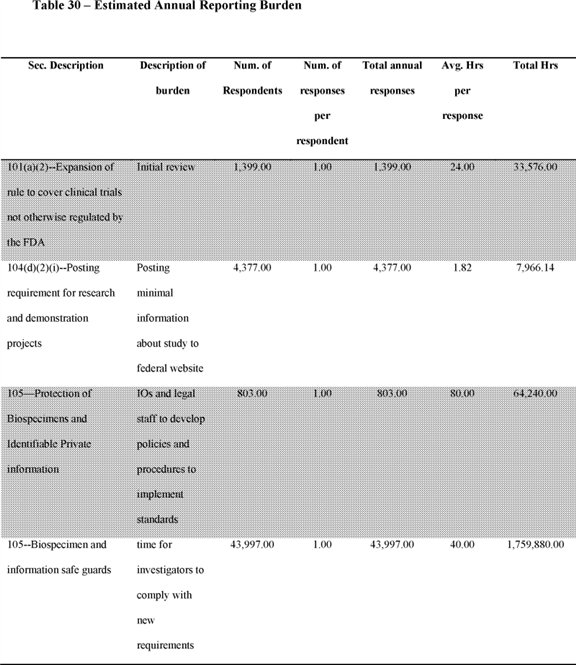 Table 30 – Estimated Annual Reporting Burden
Sec. Description Description of burden Num. of Respondents Num. of responses per respondent Total annual responses Avg. Hrs per response Total Hrs
101(a)(2)--Expansion of Initial review 1,399.00 1.00 1,399.00 24.00 33,576.00
rule to cover clinical trials
not otherwise regulated by
the FDA
104(d)(2)(i)--Posting Posting 4,377.00 1.00 4,377.00 1.82 7,966.14
requirement for research minimal
and demonstration information
projects about study to
federal website
105—Protection of IOs and legal 803.00 1.00 803.00 80.00 64,240.00
Biospecimens and staff to develop
Identifiable Private policies and
information procedures to
implement
standards
105--Biospecimen and time for 43,997.00 1.00 43,997.00 40.00 1,759,880.00
information safe guards investigators to
comply with
new
requirements